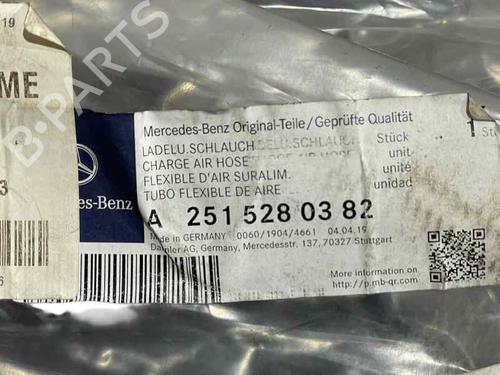 19
ME
3
6
B-PARTS
Mercedes-Benz Original-Teile/Geprüfte Qualität
LADELU.SCHLAUCH
CHARGE AIR HOSE
FLEXIBLE D'AIR SURALIM.
TUBO FLEXIBLE DE AIRE
1 Stück
unit
unité
unidad
des-Benz
A 251 528 03 82
Made in GERMANY 0060/1904/4661 04.04.19
Daimler AG, Germany, Mercedesstr. 137, 70327 Stuttgart
More information on
http://p.mb-qr.com